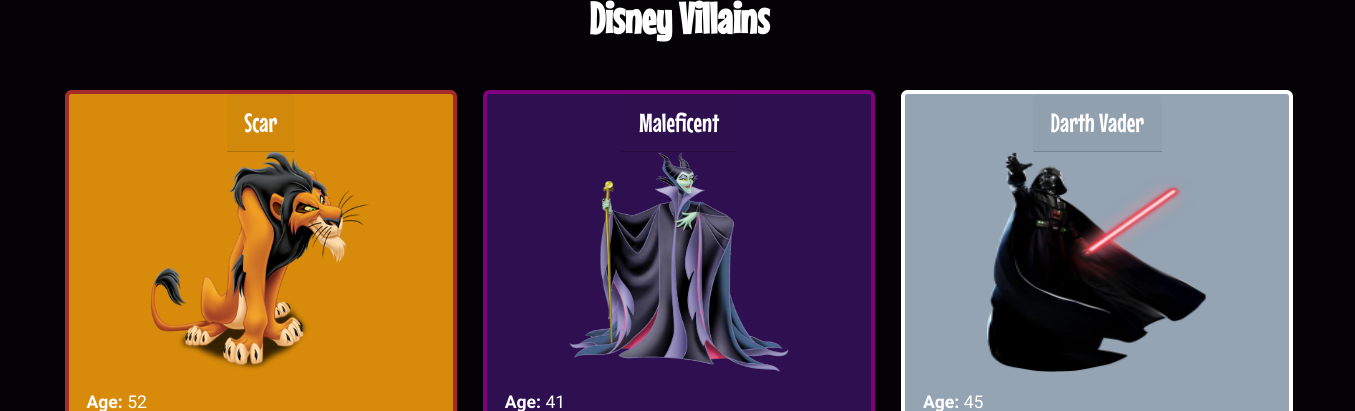 Disney Villains
Scar
Maleficent
Darth Vader
Age: 52
Age: 41
Age: 45